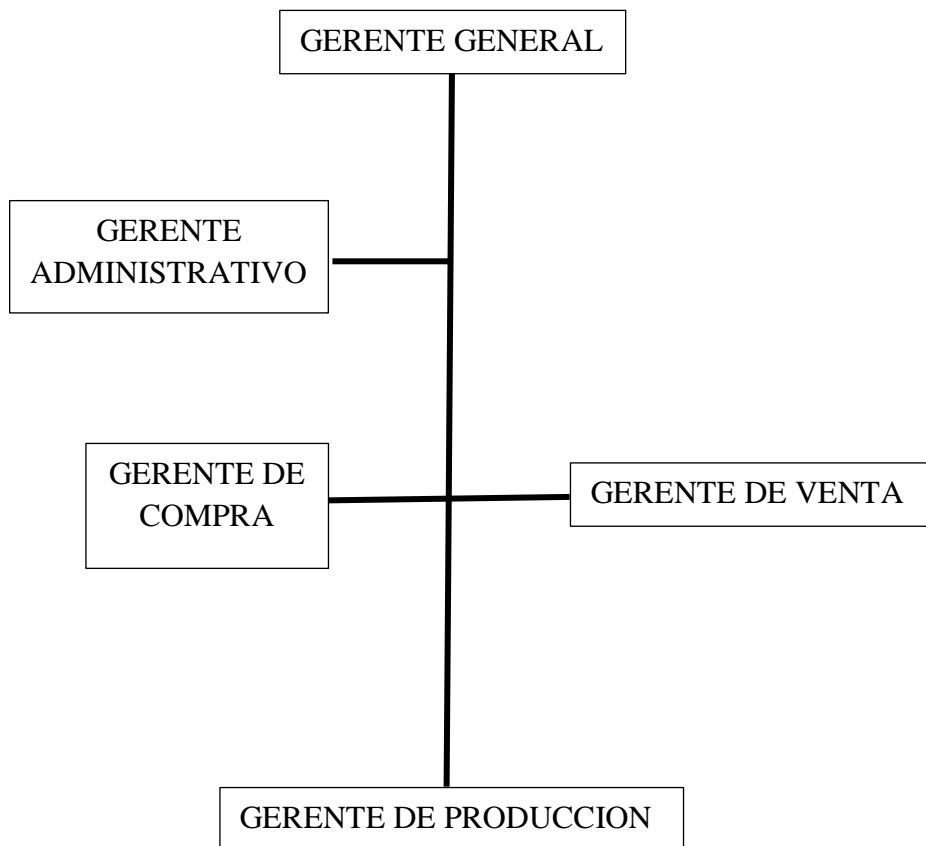 GERENTE GENERAL
GERENTE
ADMINISTRATIVO
GERENTE DE
COMPRA
GERENTE DE VENTA
GERENTE DE PRODUCCION